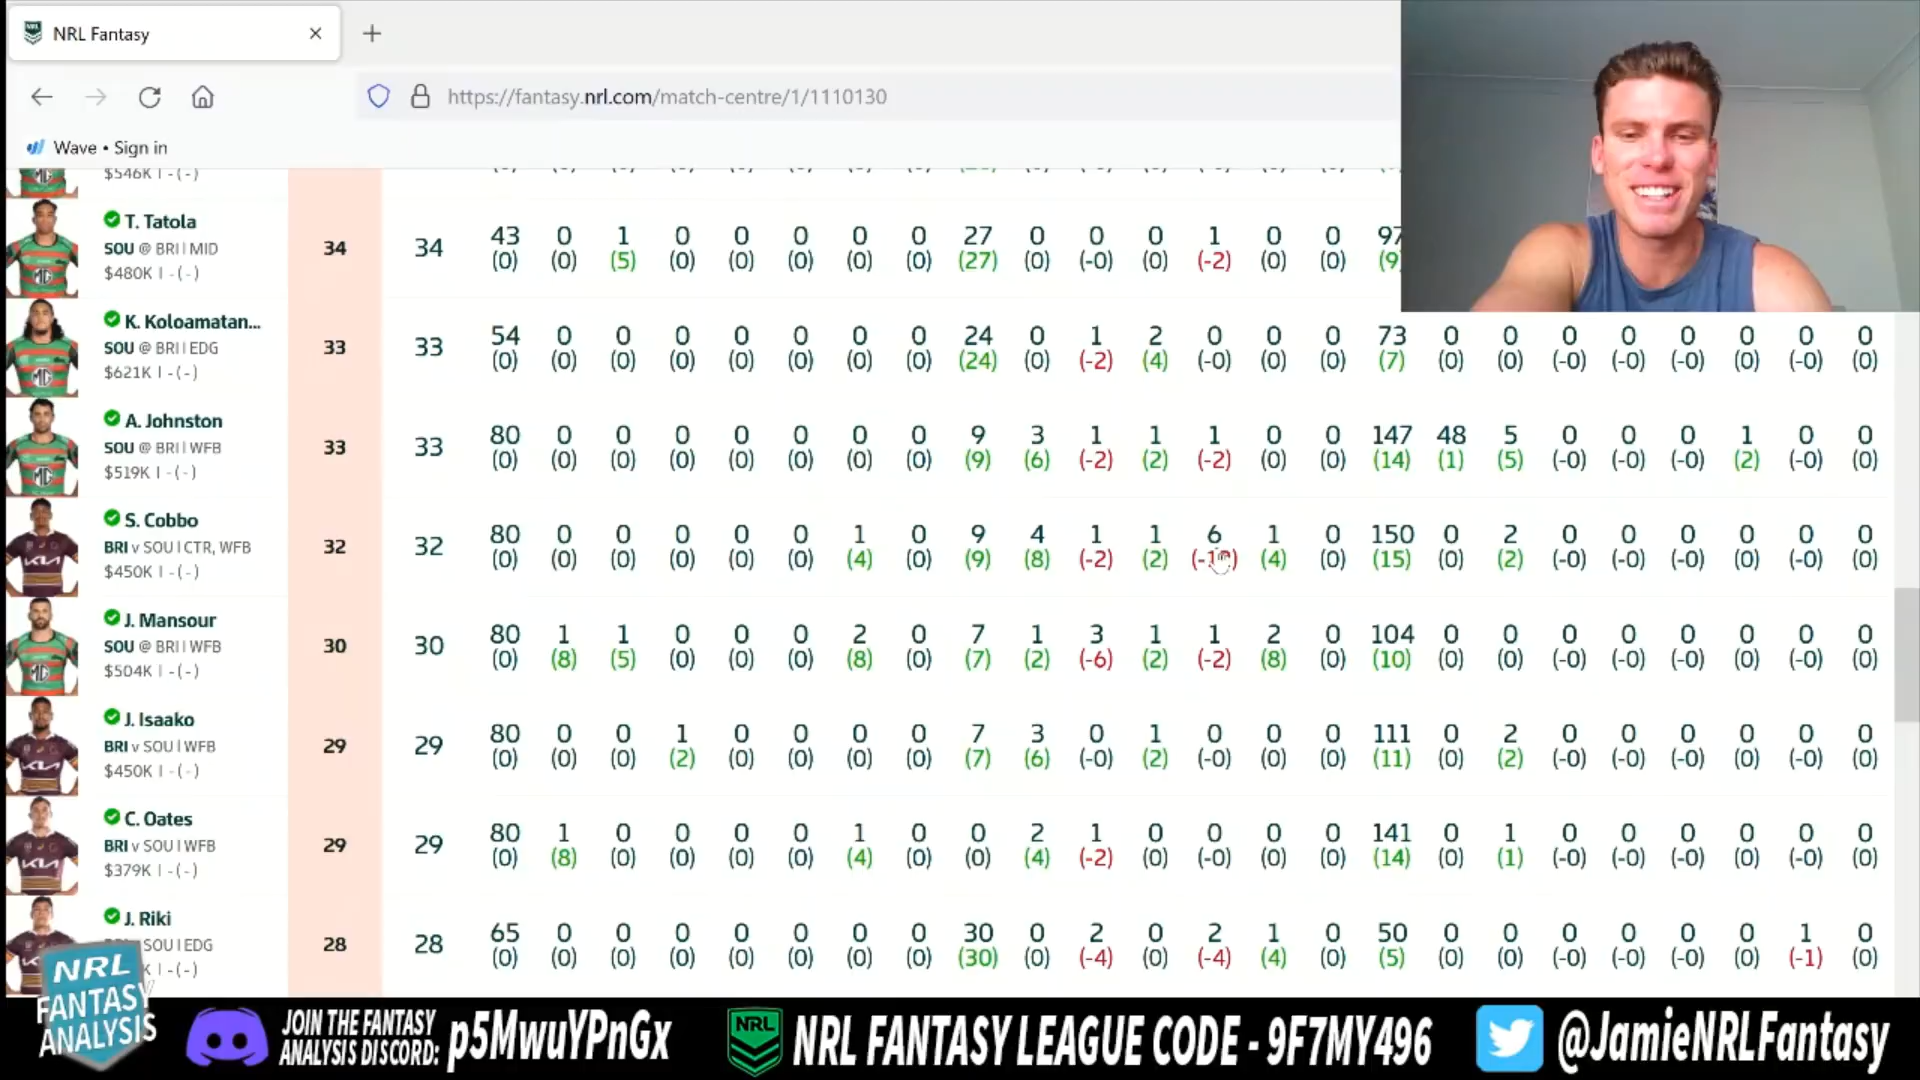 NRL Fantasy
https://fantasy.nrl.com/match-centre/1/1110130
Wave • Sign in
$546K | - (-)
T. Tatola
SOU @ BRI | MID
$480K | - (-)
34 34 43 0 1 0 0 0 0 0 27 0 0 0 1 0 0 97
(0) (0) (5) (0) (0) (0) (0) (0) (27) (0) (-0) (0) (-2) (0) (0) (9
K. Koloamatan...
SOU @ BRI | EDG
$621K | - (-)
33 33 54 0 0 0 0 0 0 0 24 0 1 2 0 0 0 73 0 0 0 0 0 0 0 0
(0) (0) (0) (0) (0) (0) (0) (0) (24) (0) (-2) (4) (-0) (0) (0) (7) (0) (0) (-0) (-0) (-0) (0) (-0) (0)
A. Johnston
SOU @ BRI | WFB
$519K | - (-)
33 33 80 0 0 0 0 0 0 0 9 3 1 1 1 0 0 147 48 5 0 0 0 1 0 0
(0) (0) (0) (0) (0) (0) (0) (0) (9) (6) (-2) (2) (-2) (0) (0) (14) (1) (5) (-0) (-0) (-0) (2) (-0) (0)
S. Cobbo
BRI v SOU | CTR, WFB
$450K | - (-)
32 32 80 0 0 0 0 0 1 0 9 4 1 1 6 1 0 150 0 2 0 0 0 0 0 0
(0) (0) (0) (0) (0) (0) (4) (0) (9) (8) (-2) (2) (4) (0) (15) (0) (2) (-0) (-0) (-0) (0) (-0) (0)
J. Mansour
SOU @ BRI | WFB
$504K | - (-)
30 30 80 1 1 0 0 0 2 0 7 1 3 1 1 2 0 104 0 0 0 0 0 0 0 0
(0) (8) (5) (0) (0) (0) (8) (0) (7) (2) (-6) (2) (-2) (8) (0) (10) (0) (0) (-0) (-0) (-0) (0) (-0) (0)
J. Isaako
BRI v SOU | WFB
$450K | - (-)
29 29 80 0 0 1 0 0 0 0 7 3 0 1 0 0 0 111 0 2 0 0 0 0 0 0
(0) (0) (0) (2) (0) (0) (0) (0) (7) (6) (-0) (2) (-0) (0) (0) (11) (0) (2) (-0) (-0) (-0) (0) (-0) (0)
C. Oates
BRI v SOU | WFB
$379K | - (-)
29 29 80 1 0 0 0 0 1 0 0 2 1 0 0 0 0 141 0 1 0 0 0 0 0 0
(0) (8) (0) (0) (0) (0) (4) (0) (0) (4) (-2) (0) (-0) (0) (0) (14) (0) (1) (-0) (-0) (-0) (0) (-0) (0)
J. Riki
SOU | EDG
K | - (-)
28 28 65 0 0 0 0 0 0 0 30 0 2 0 2 1 0 50 0 0 0 0 0 0 1 0
(0) (0) (0) (0) (0) (0) (0) (0) (30) (0) (-4) (0) (-4) (4) (0) (5) (0) (0) (-0) (-0) (-0) (0) (-1) (0)
NRL
FANTASY
ANALYSIS
JOIN THE FANTASY
ANALYSIS DISCORD: p5MwuYPnGx
NRL
NRL FANTASY LEAGUE CODE - 9F7MY496
@JamieNRLFantasy